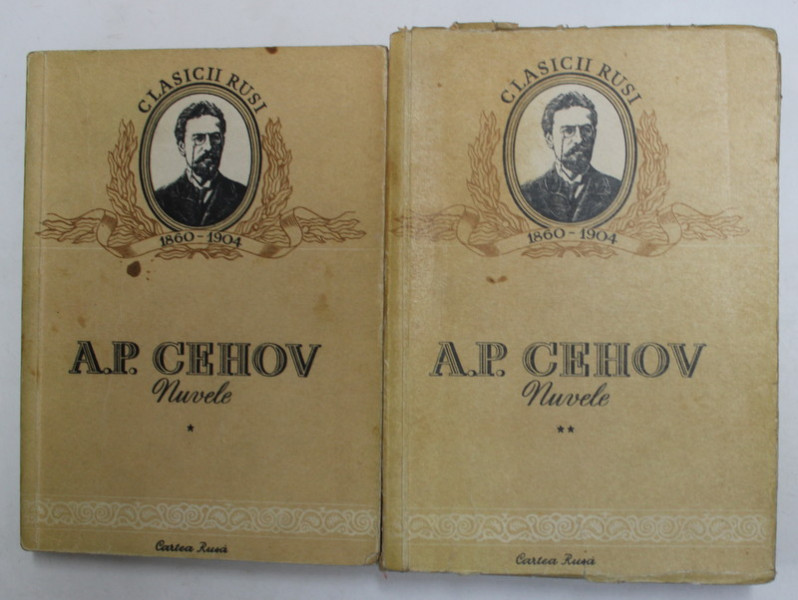 CLASICII RUSI
1860-1904
A.P. CEHOV
Nuvele
*
Cartea Rusă
CLASICII RUSI
1860-1904
A.P. CEHOV
Nuvele
**
Cartea Rusă